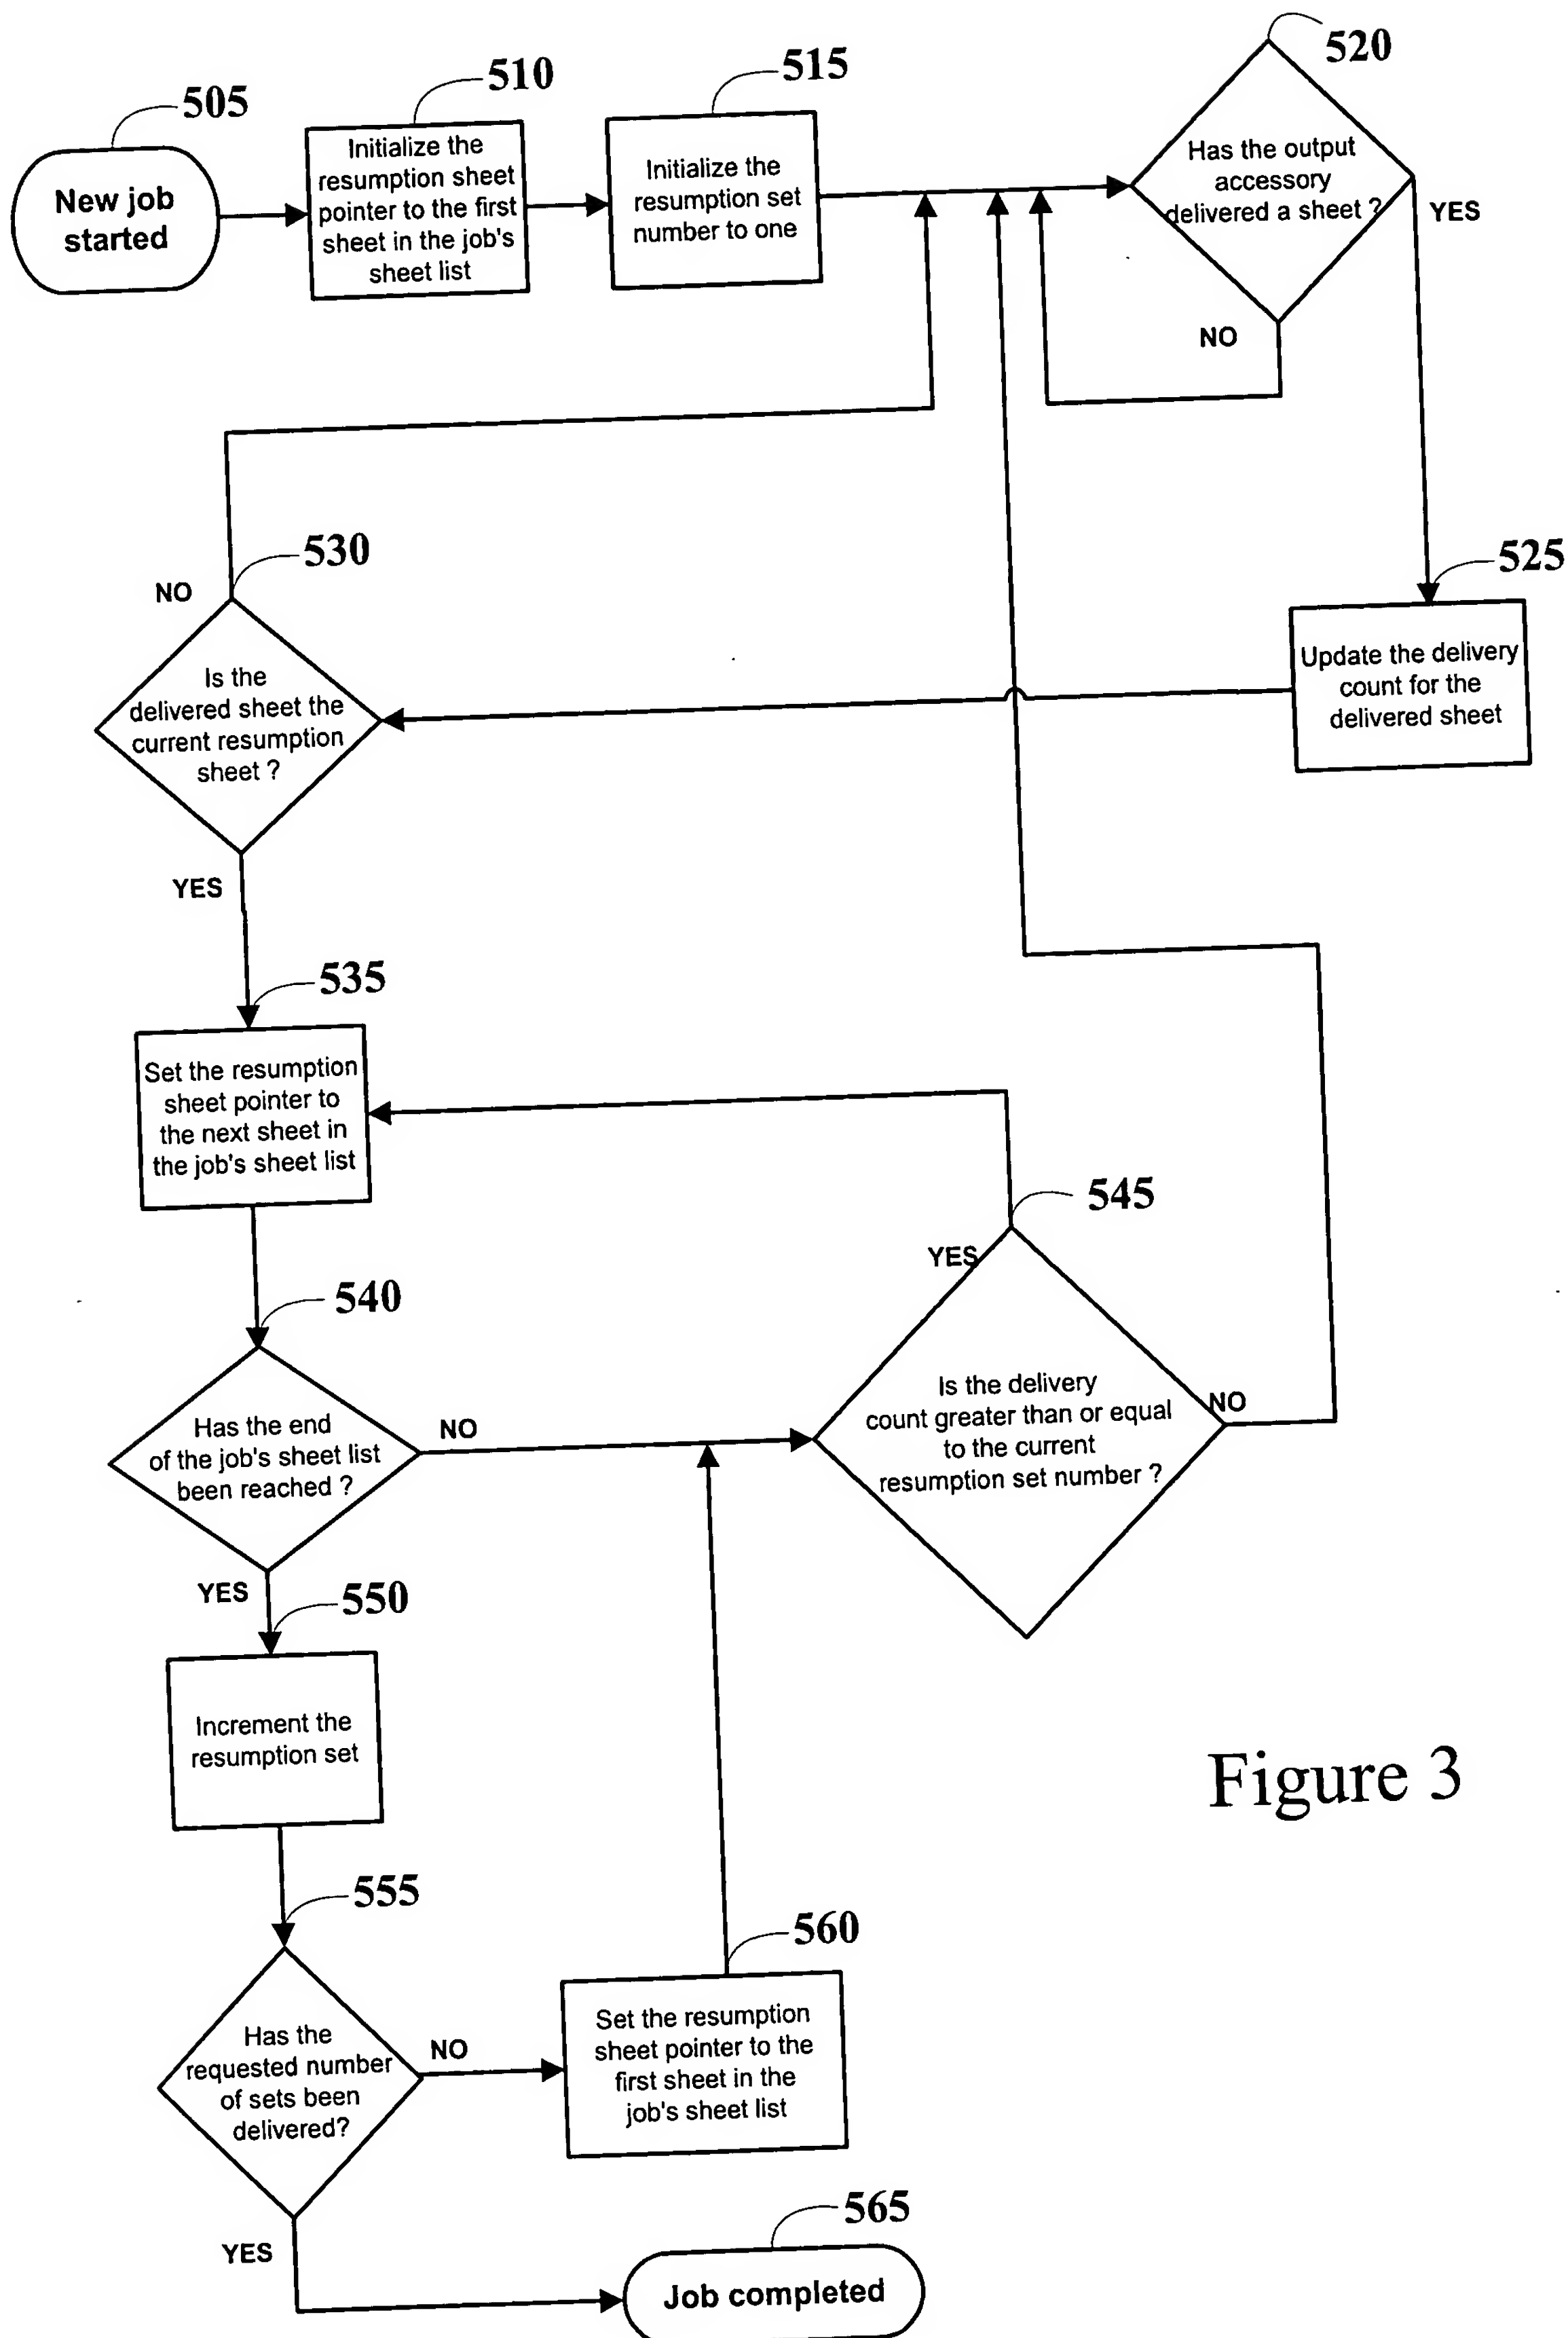 505
New job
started
510
Initialize the
resumption sheet
pointer to the first
sheet in the job's
sheet list
515
Initialize the
resumption set
number to one
520
Has the output
accessory
delivered a sheet ?
YES
NO
525
Update the delivery
count for the
delivered sheet
530
NO
Is the
delivered sheet the
current resumption
sheet ?
YES
535
Set the resumption
sheet pointer to
the next sheet in
the job's sheet list
540
Has the end
of the job's sheet list
been reached ?
NO
YES
545
YES
Is the delivery
count greater than or equal
to the current
resumption set number ?
NO
550
Increment the
resumption set
555
Has the
requested number
of sets been
delivered?
NO
YES
560
Set the resumption
sheet pointer to the
first sheet in the
job's sheet list
565
Job completed
Figure 3